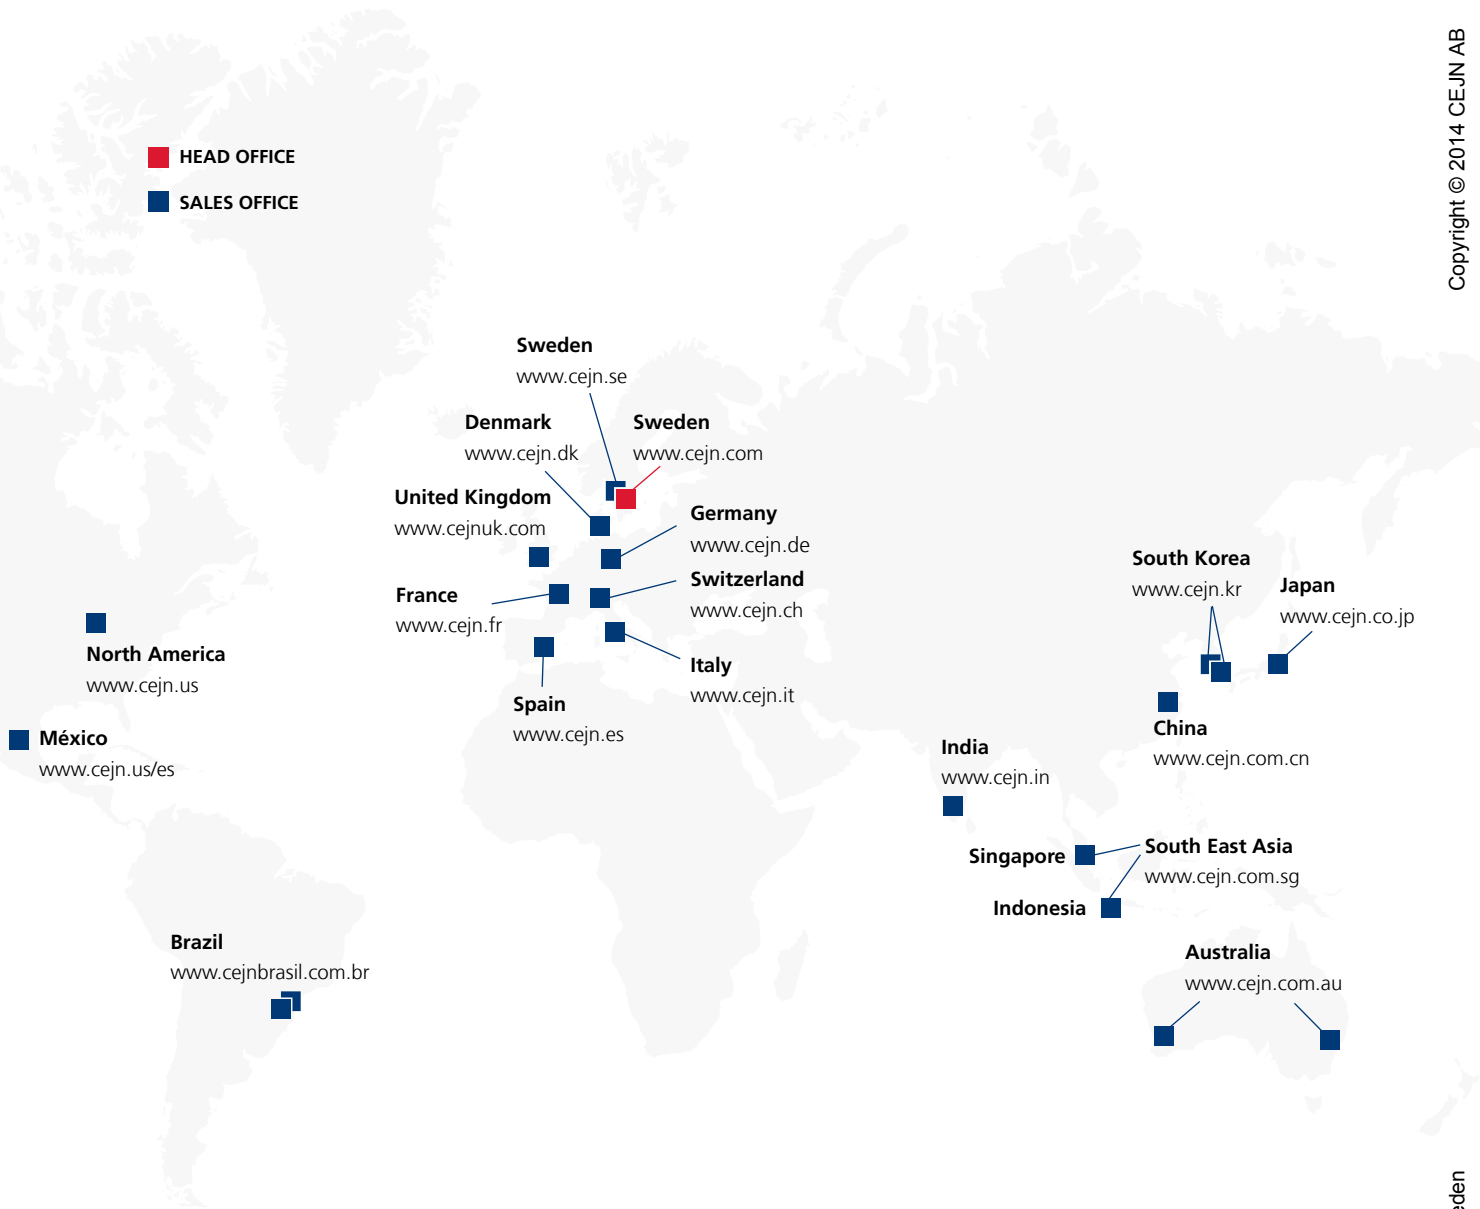 Copyright © 2014 CEJN AB
HEAD OFFICE
SALES OFFICE
Sweden
www.cejn.se
Denmark
www.cejn.dk
Sweden
www.cejn.com
United Kingdom
www.cejnuk.com
Germany
www.cejn.de
France
www.cejn.fr
Switzerland
www.cejn.ch
Italy
www.cejn.it
Spain
www.cejn.es
North America
www.cejn.us
México
www.cejn.us/es
Brazil
www.cejnbrasil.com.br
South Korea
www.cejn.kr
Japan
www.cejn.co.jp
China
www.cejn.com.cn
India
www.cejn.in
Singapore
South East Asia
www.cejn.com.sg
Indonesia
Australia
www.cejn.com.au